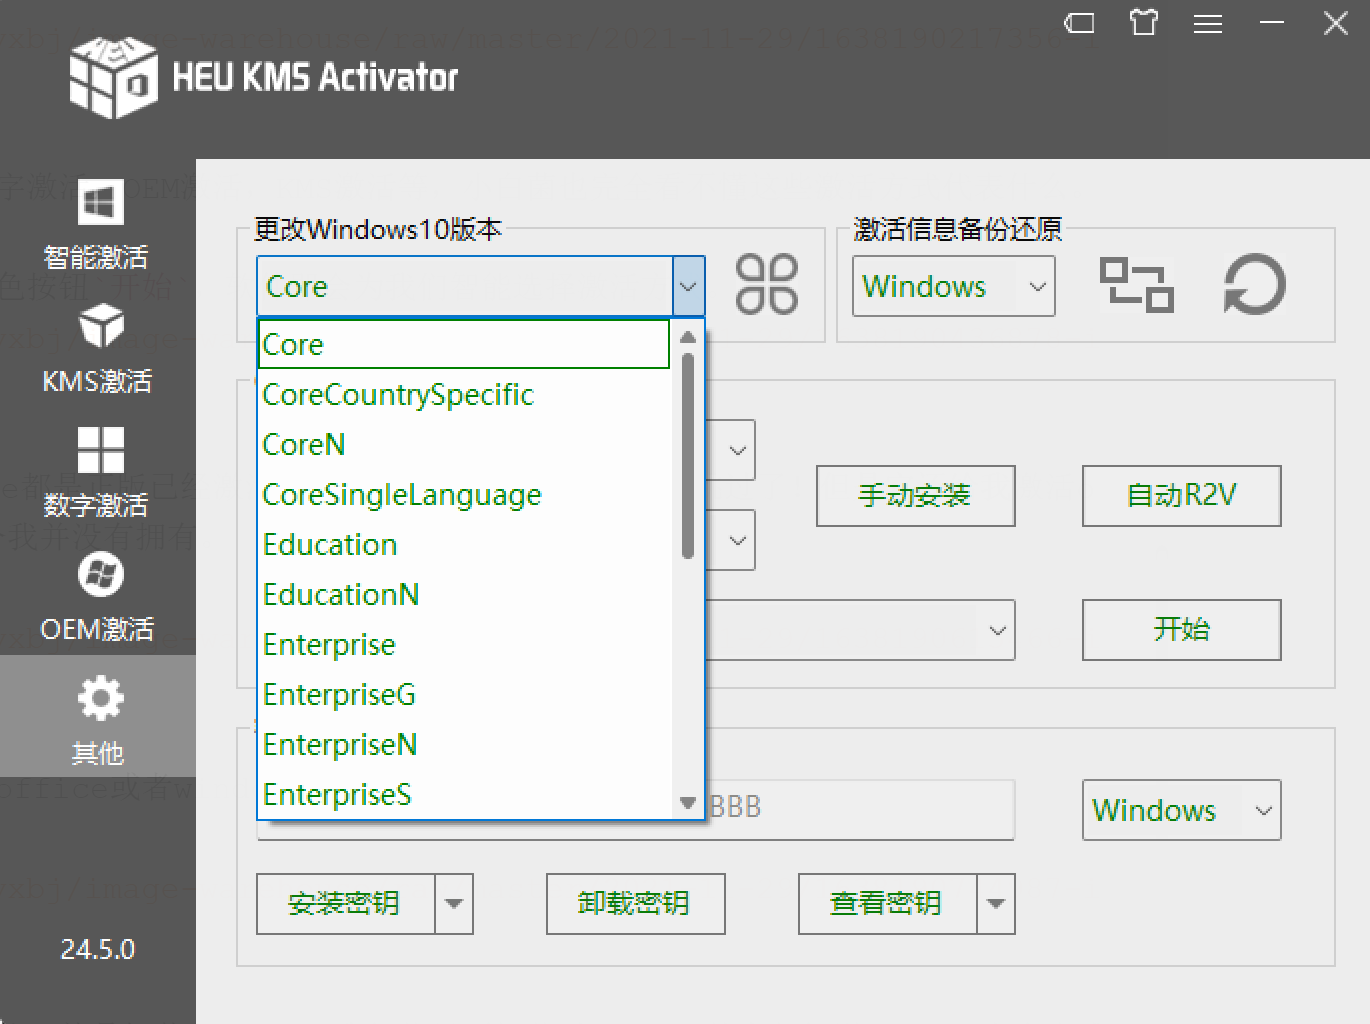 HEU KMS Activator
智能激活
KMS激活
数字激活
OEM激活
其他
24.5.0
更改Windows10版本
Core
Core
CoreCountrySpecific
CoreN
CoreSingleLanguage
Education
EducationN
Enterprise
EnterpriseG
EnterpriseN
EnterpriseS
激活信息备份还原
Windows
手动安装
自动R2V
开始
BBB
Windows
安装密钥
卸载密钥
查看密钥